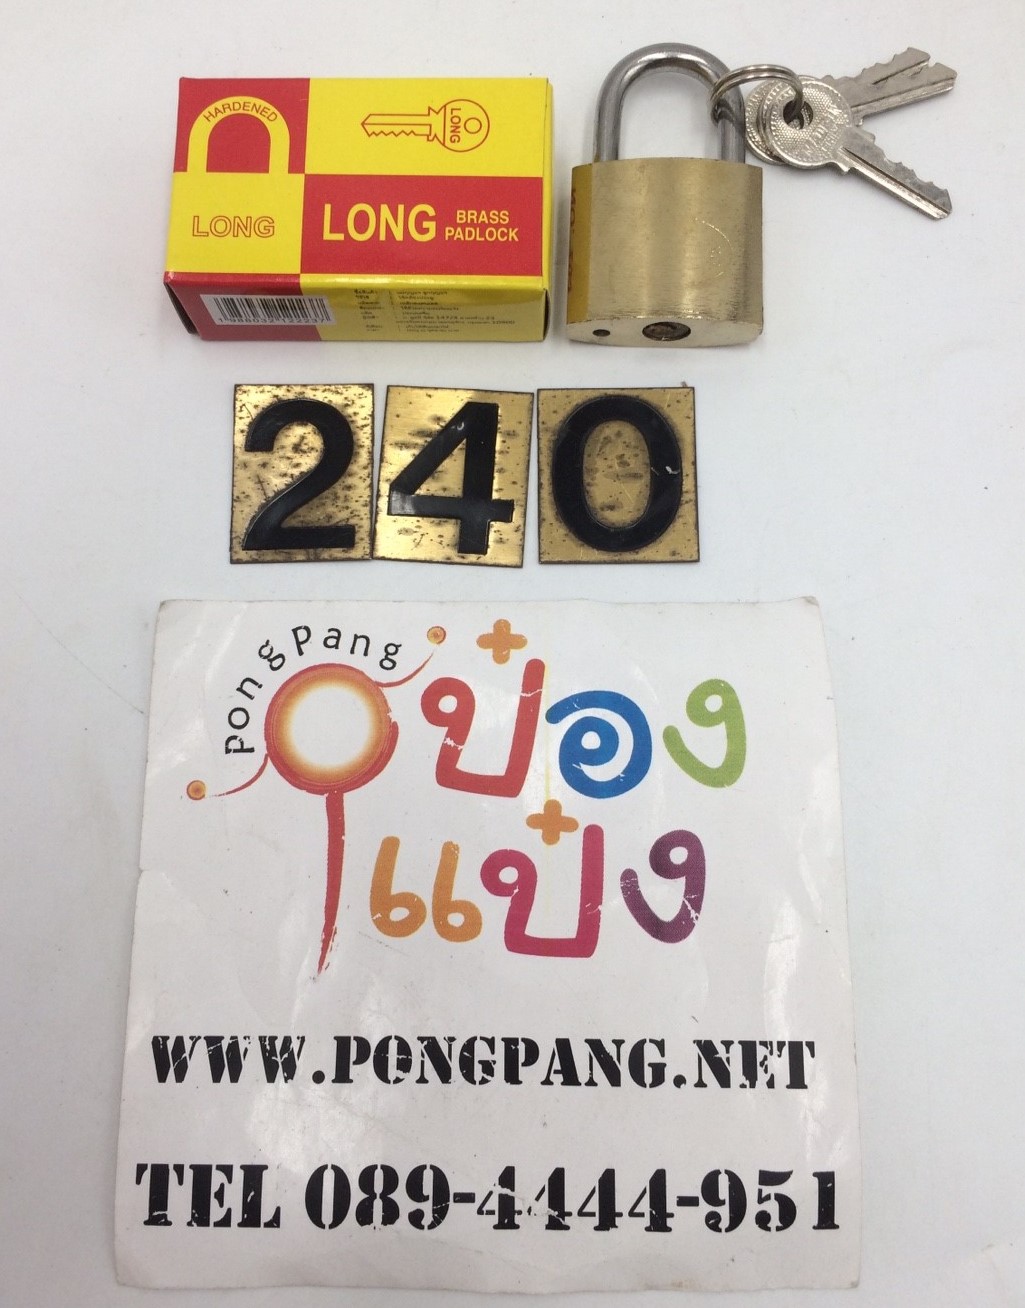 HARDENED
LONG
LONG
LONG BRASS PADLOCK
240
PongPang
ป๋อง
แป๋ง
WWW.PONGPANG.NET
TEL 089-4444-951